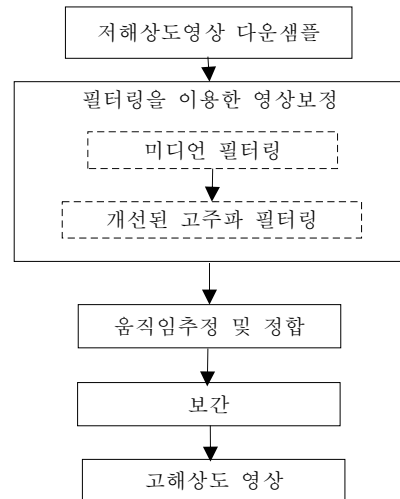 저해상도영상 다운샘플
필터링을 이용한 영상보정
미디언 필터링
개선된 고주파 필터링
움직임추정 및 정합
보간
고해상도 영상